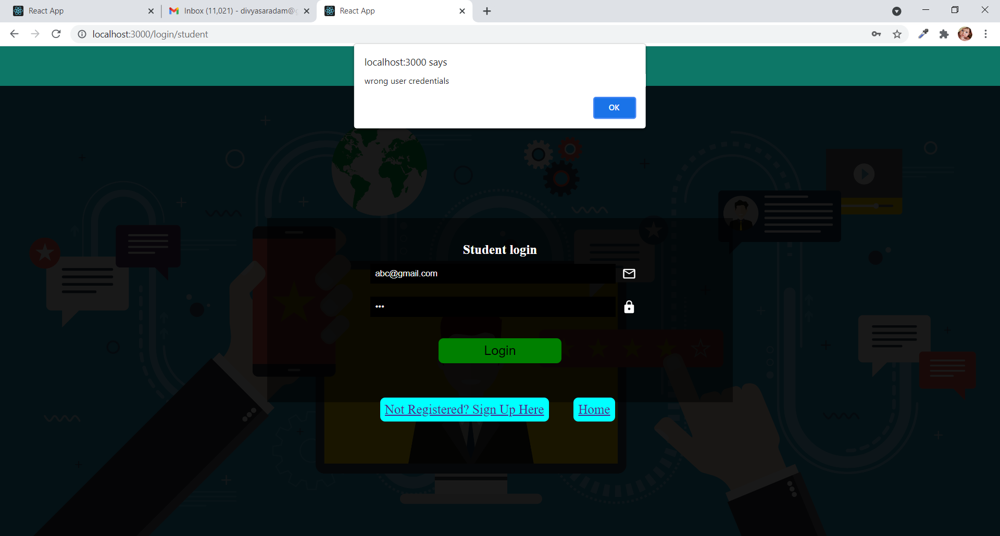 React App
Inbox (11,021) - divyasaradam@
React App
localhost:3000/login/student
localhost:3000 says
wrong user credentials
OK
Student login
abc@gmail.com
•••
Login
Not Registered? Sign Up Here
Home